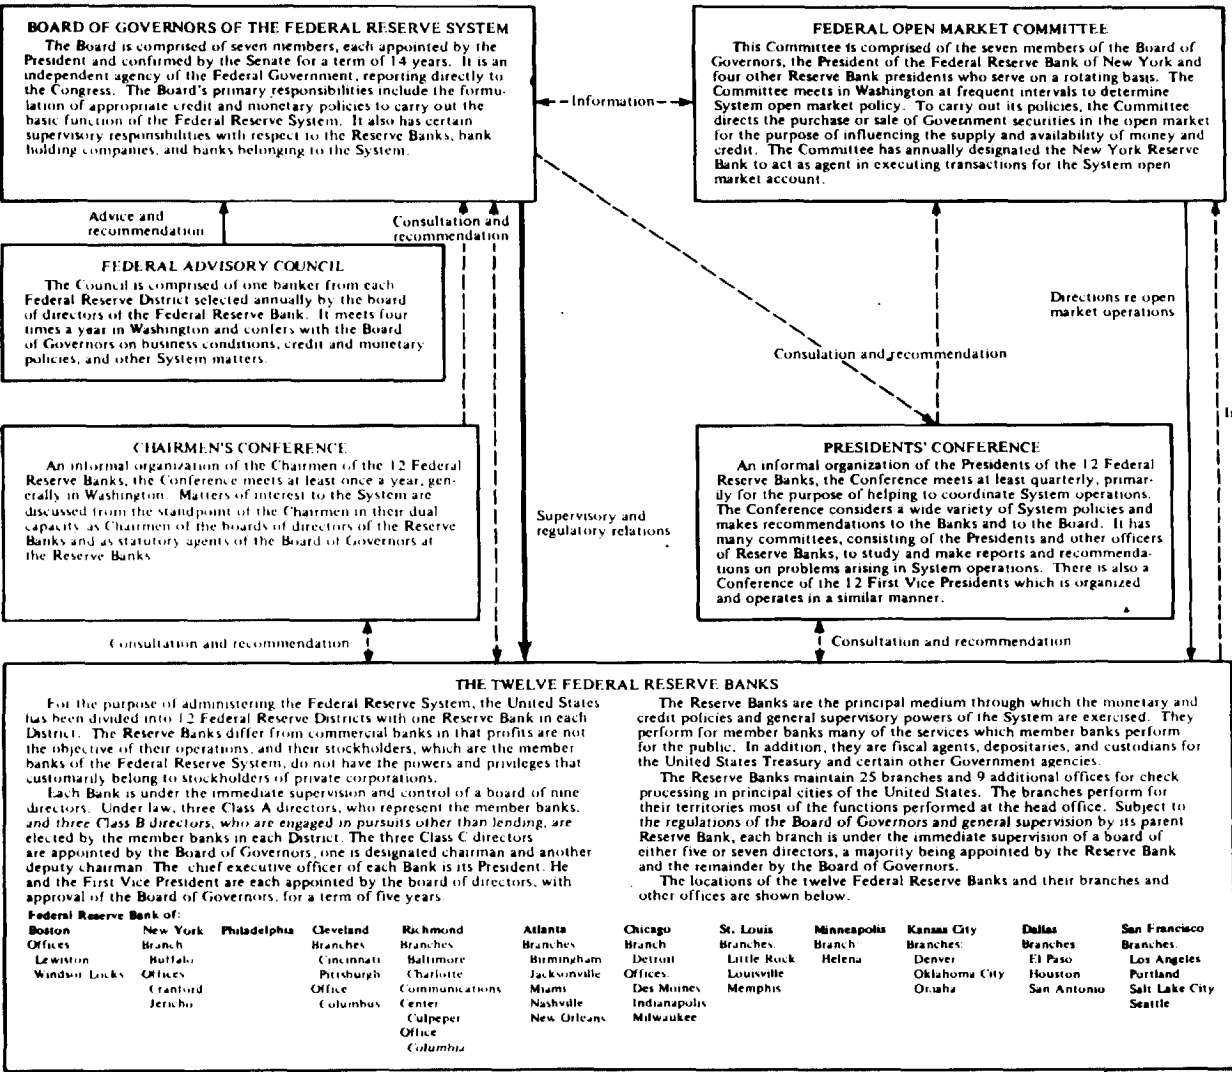 BOARD OF GOVERNORS OF THE FEDERAL RESERVE SYSTEM
The Board is comprised of seven members, each appointed by the
President and confirmed by the Senate for a term of 14 years. It is an
independent agency of the Federal Government, reporting directly to
the Congress. The Board's primary responsibilities include the formu-
lation of appropriate credit and monetary policies to carry out the
basic function of the Federal Reserve System. It also has certain
supervisory responsibilities with respect to the Reserve Banks, bank
holding companies, and banks belonging to the System.
Information
FEDERAL OPEN MARKET COMMITTEE
This Committee is comprised of the seven members of the Board of
Governors, the President of the Federal Reserve Bank of New York and
four other Reserve Bank presidents who serve on a rotating basis. The
Committee meets in Washington at frequent intervals to determine
System open market policy. To carry out its policies, the Committee
directs the purchase or sale of Government securities in the open market
for the purpose of influencing the supply and availability of money and
credit. The Committee has annually designated the New York Reserve
Bank to act as agent in executing transactions for the System open
market account.
Advice and
recommendation
Consultation and
recommendation
FEDERAL ADVISORY COUNCIL
The Council is comprised of one banker from each
Federal Reserve District selected annually by the board
of directors of the Federal Reserve Bank. It meets four
times a year in Washington and confers with the Board
of Governors on business conditions, credit and monetary
policies, and other System matters.
Directions re open
market operations
Consulation and recommendation
CHAIRMEN'S CONFERENCE
An informal organization of the Chairmen of the 12 Federal
Reserve Banks, the Conference meets at least once a year, gen-
erally in Washington. Matters of interest to the System are
discussed from the standpoint of the Chairmen in their dual
capacity as Chairmen of the boards of directors of the Reserve
Banks and as statutory agents of the Board of Governors at
the Reserve Banks
Supervisory and
regulatory relations
PRESIDENTS' CONFERENCE
An informal organization of the Presidents of the 12 Federal
Reserve Banks, the Conference meets at least quarterly, primar-
ily for the purpose of helping to coordinate System operations.
The Conference considers a wide variety of System policies and
makes recommendations to the Banks and to the Board. It has
many committees, consisting of the Presidents and other officers
of Reserve Banks, to study and make reports and recommenda-
tions on problems arising in System operations. There is also a
Conference of the 12 First Vice Presidents which is organized
and operates in a similar manner.
Consultation and recommendation
Consultation and recommendation
THE TWELVE FEDERAL RESERVE BANKS
For the purpose of administering the Federal Reserve System, the United States
has been divided into 12 Federal Reserve Districts with one Reserve Bank in each
District. The Reserve Banks differ from commercial banks in that profits are not
the objective of their operations, and their stockholders, which are the member
banks of the Federal Reserve System, do not have the powers and privileges that
customarily belong to stockholders of private corporations.
Each Bank is under the immediate supervision and control of a board of nine
directors. Under law, three Class A directors, who represent the member banks,
and three Class B directors, who are engaged in pursuits other than lending, are
elected by the member banks in each District. The three Class C directors
are appointed by the Board of Governors, one is designated chairman and another
deputy chairman. The chief executive officer of each Bank is its President. He
and the First Vice President are each appointed by the board of directors, with
approval of the Board of Governors, for a term of five years.
The Reserve Banks are the principal medium through which the monetary and
credit policies and general supervisory powers of the System are exercised. They
perform for member banks many of the services which member banks perform
for the public. In addition, they are fiscal agents, depositaries, and custodians for
the United States Treasury and certain other Government agencies.
The Reserve Banks maintain 25 branches and 9 additional offices for check
processing in principal cities of the United States. The branches perform for
their territories most of the functions performed at the head office. Subject to
the regulations of the Board of Governors and general supervision by its parent
Reserve Bank, each branch is under the immediate supervision of a board of
either five or seven directors, a majority being appointed by the Reserve Bank
and the remainder by the Board of Governors.
The locations of the twelve Federal Reserve Banks and their branches and
other offices are shown below.
Federal Reserve Bank of:
Boston
Offices
Lewiston
Windsor Locks
New York
Branch
Buffalo
Offices
Cranford
Jericho
Philadelphia
Cleveland
Branches
Cincinnati
Pittsburgh
Office
Columbus
Richmond
Branches
Baltimore
Charlotte
Communications
Center
Culpeper
Office
Columbia
Atlanta
Branches
Birmingham
Jacksonville
Miami
Nashville
New Orleans
Chicago
Branch
Detroit
Offices.
Des Moines
Indianapolis
Milwaukee
St. Louis
Branches.
Little Rock
Louisville
Memphis
Minneapolis
Branch
Helena
Kansas City
Branches:
Denver
Oklahoma City
Omaha
Dallas
Branches.
El Paso
Houston
San Antonio
San Francisco
Branches.
Los Angeles
Portland
Salt Lake City
Seattle